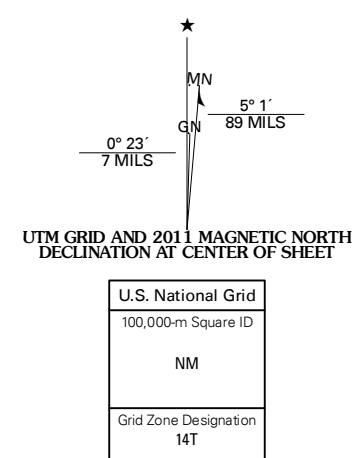 ★
MN
5° 1´
89 MILS
GN
0° 23´
7 MILS
UTM GRID AND 2011 MAGNETIC NORTH
DECLINATION AT CENTER OF SHEET
U.S. National Grid
100,000-m Square ID
NM
Grid Zone Designation
14T